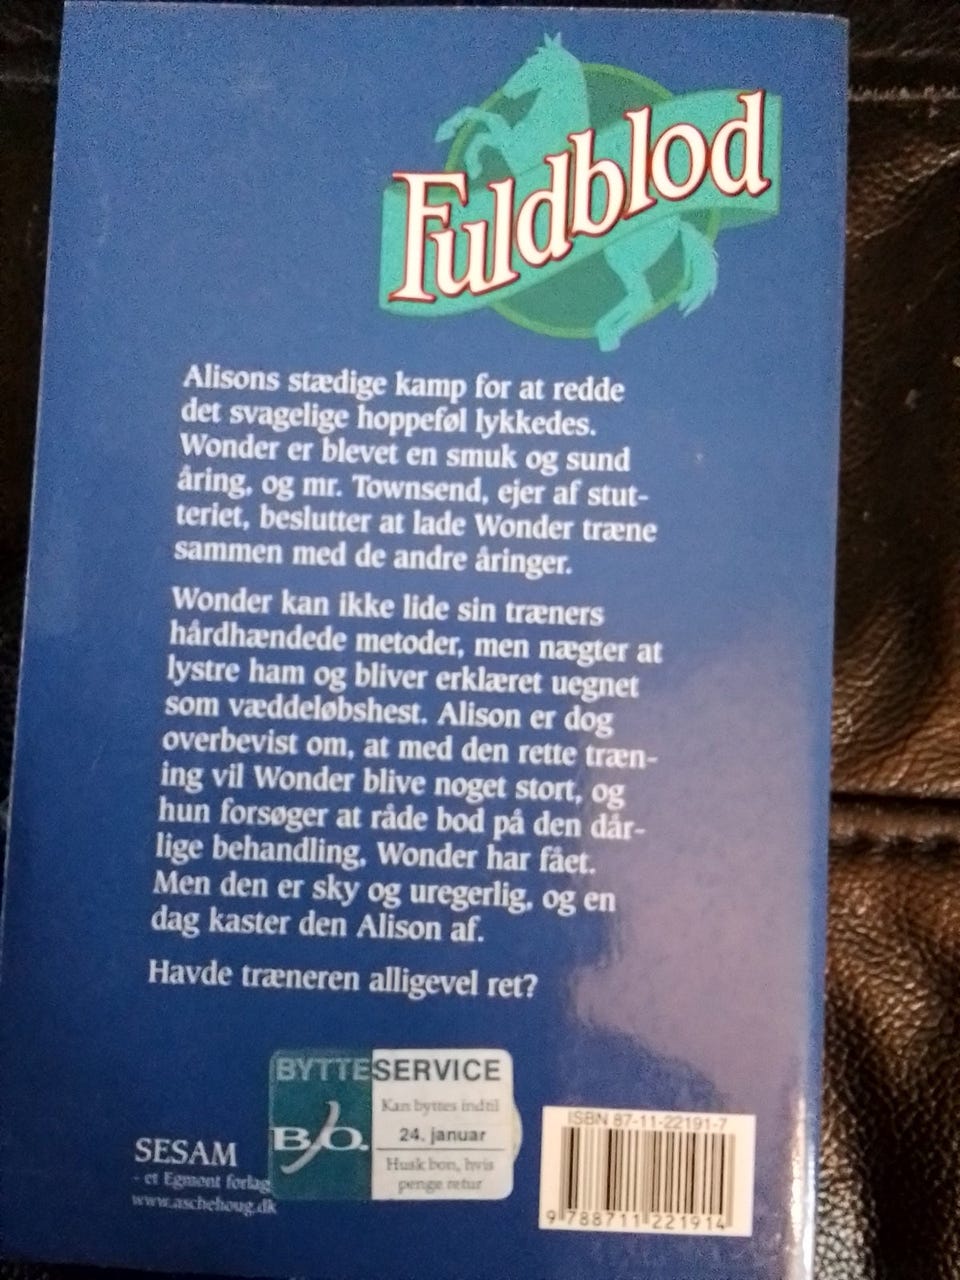 Fuldblod
Alisons stædige kamp for at redde
det svagelige hoppeføl lykkedes.
Wonder er blevet en smuk og sund
åring, og mr. Townsend, ejer af stut-
teriet, beslutter at lade Wonder træne
sammen med de andre åringer.
Wonder kan ikke lide sin træners
hårdhændede metoder, men nægter at
lystre ham og bliver erklæret uegnet
som væddeløbshest. Alison er dog
overbevist om, at med den rette træn-
ing vil Wonder blive noget stort, og
hun forsøger at råde bod på den dår-
lige behandling, Wonder har fået.
Men den er sky og uregerlig, og en
dag kaster den Alison af.
Havde træneren alligevel ret?
BYTTESERVICE
Kan byttes indtil
24. januar
Husk bon, hvis
penge retur
B/O.
SESAM
- et Egmont forlag
www.aschehoug.dk
ISBN 87-11-22191-7
9 788711 221914